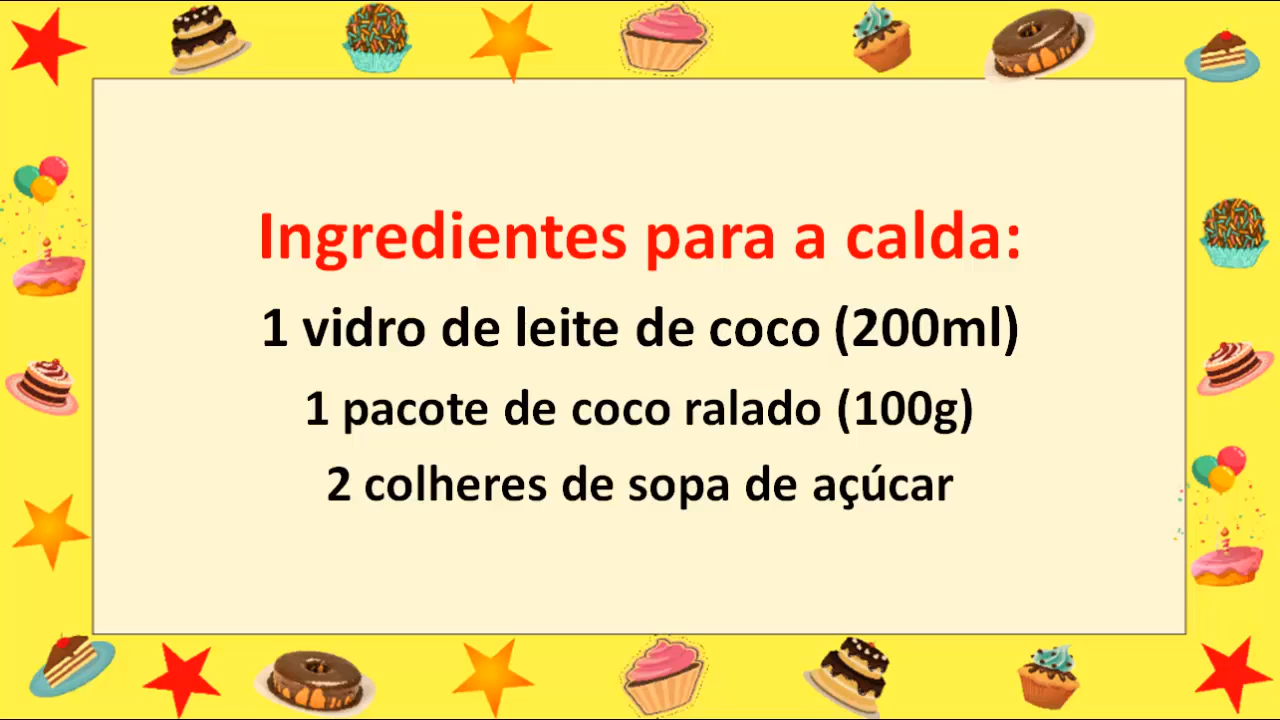 Ingredientes para a calda:
1 vidro de leite de coco (200ml)
1 pacote de coco ralado (100g)
2 colheres de sopa de açúcar